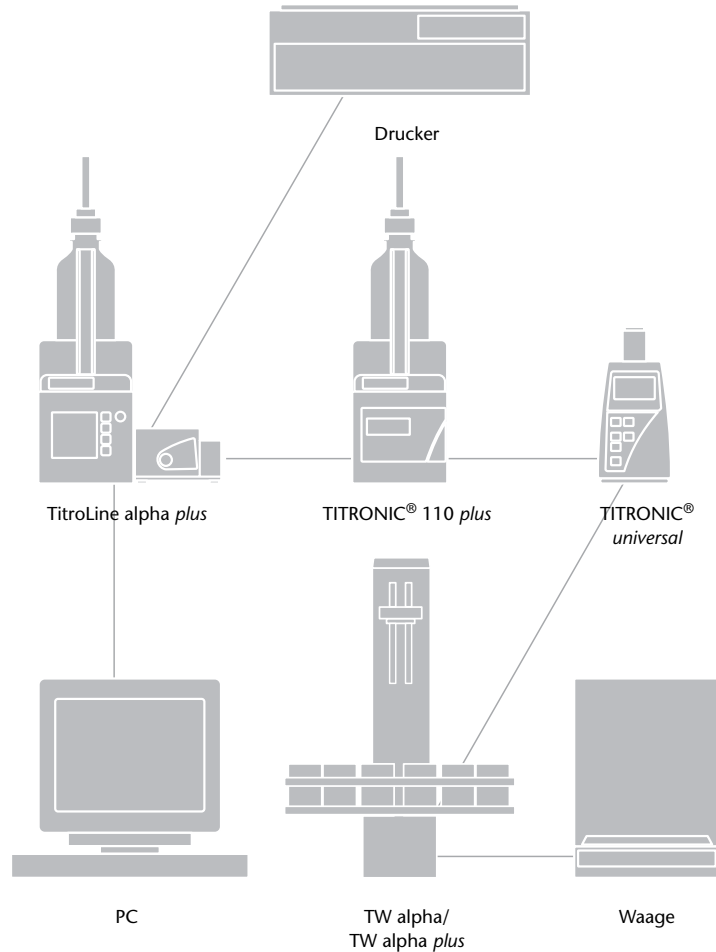 Drucker
TitroLine alpha plus
TITRONIC® 110 plus
TITRONIC®
universal
PC
TW alpha/
TW alpha plus
Waage